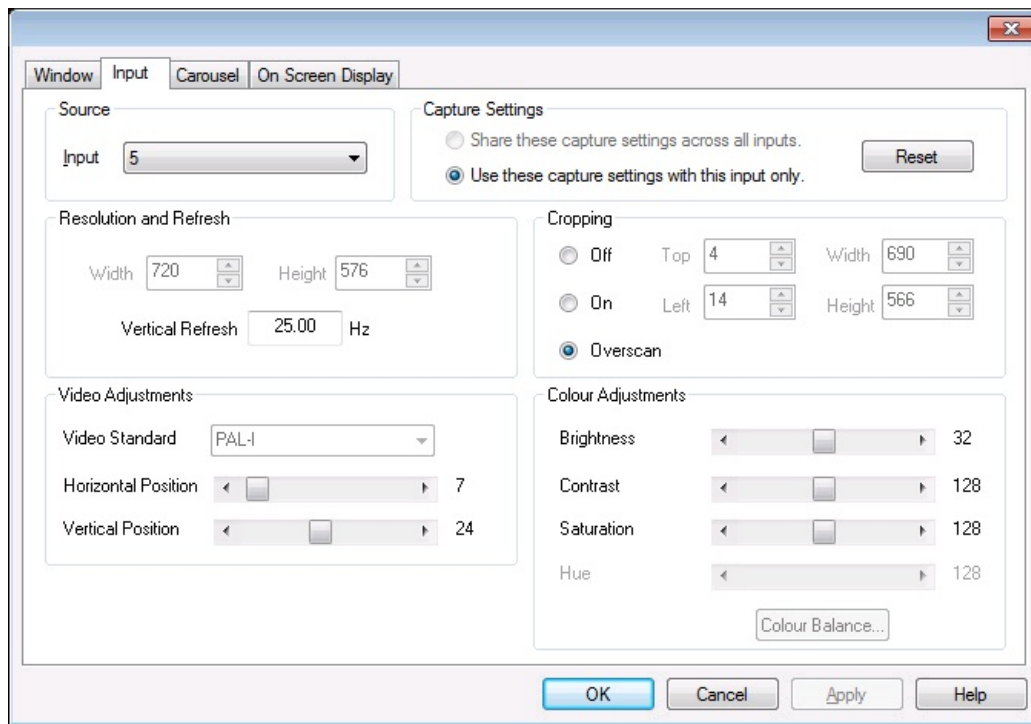 Window Input Carousel On Screen Display
Source
Input 5
Capture Settings
Share these capture settings across all inputs.
Use these capture settings with this input only.
Reset
Resolution and Refresh
Width 720 Height 576
Vertical Refresh 25.00 Hz
Cropping
Off Top 4 Width 690
On Left 14 Height 566
Overscan
Video Adjustments
Video Standard PAL-I
Horizontal Position 7
Vertical Position 24
Colour Adjustments
Brightness 32
Contrast 128
Saturation 128
Hue 128
Colour Balance...
OK Cancel Apply Help